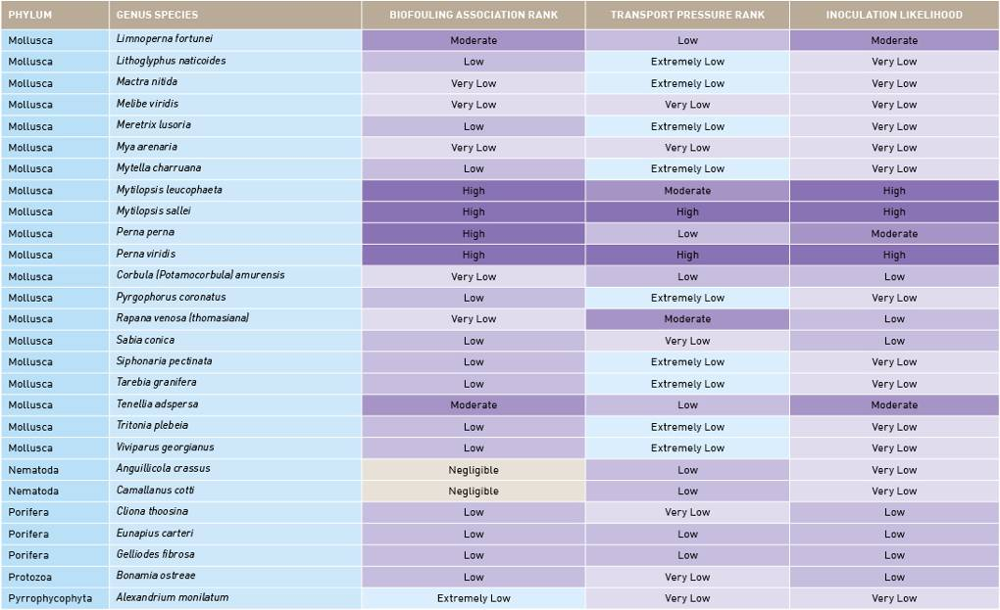 PHYLUM GENUS SPECIES BIOFOULING ASSOCIATION RANK TRANSPORT PRESSURE RANK INOCULATION LIKELIHOOD
Mollusca Limnoperna fortunei Moderate Low Moderate
Mollusca Lithoglyphus naticoides Low Extremely Low Very Low
Mollusca Mactra nitida Very Low Extremely Low Very Low
Mollusca Melibe viridis Very Low Very Low Very Low
Mollusca Meretrix lusoria Low Extremely Low Very Low
Mollusca Mya arenaria Very Low Very Low Very Low
Mollusca Mytella charruana Low Extremely Low Very Low
Mollusca Mytilopsis leucophaeta High Moderate High
Mollusca Mytilopsis sallei High High High
Mollusca Perna perna High Low Moderate
Mollusca Perna viridis High High High
Mollusca Corbula (Potamocorbula) amurensis Very Low Low Low
Mollusca Pyrgophorus coronatus Low Extremely Low Very Low
Mollusca Rapana venosa (thomasiana) Very Low Moderate Low
Mollusca Sabia conica Low Very Low Low
Mollusca Siphonaria pectinata Low Extremely Low Very Low
Mollusca Tarebia granifera Low Extremely Low Very Low
Mollusca Tenellia adspersa Moderate Low Moderate
Mollusca Tritonia plebeia Low Extremely Low Very Low
Mollusca Viviparus georgianus Low Extremely Low Very Low
Nematoda Anguillicola crassus Negligible Low Very Low
Nematoda Camallanus cotti Negligible Low Very Low
Porifera Cliona thoosina Low Very Low Low
Porifera Eunapius carteri Low Low Low
Porifera Gelliodes fibrosa Low Low Low
Protozoa Bonamia ostreae Low Very Low Low
Pyrrophycophyta Alexandrium monilatum Extremely Low Very Low Very Low